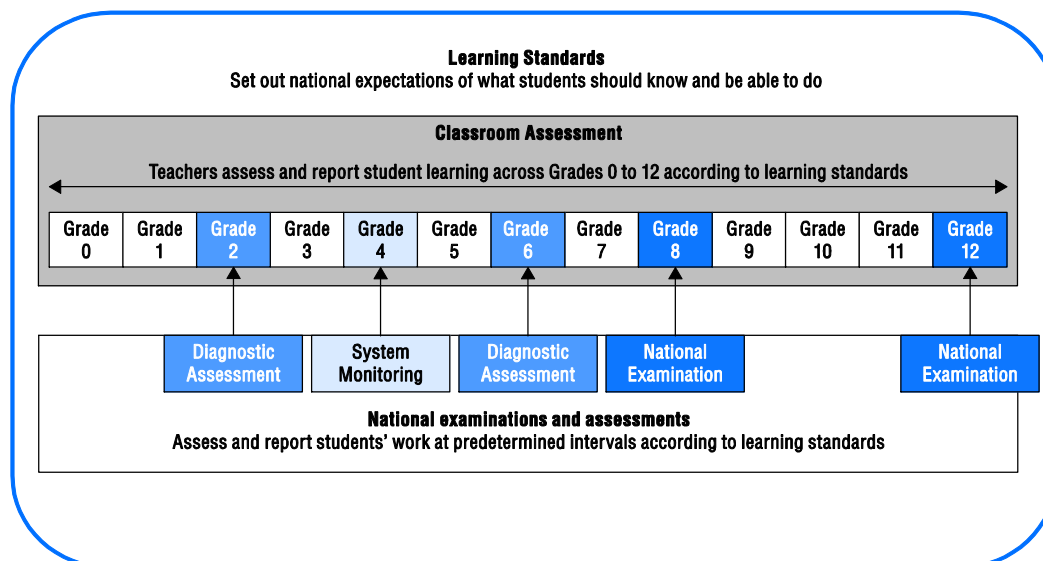 Learning Standards
Set out national expectations of what students should know and be able to do
Classroom Assessment
Teachers assess and report student learning across Grades 0 to 12 according to learning standards
Grade 0
Grade 1
Grade 2
Grade 3
Grade 4
Grade 5
Grade 6
Grade 7
Grade 8
Grade 9
Grade 10
Grade 11
Grade 12
Diagnostic
Assessment
System
Monitoring
Diagnostic
Assessment
National
Examination
National
Examination
National examinations and assessments
Assess and report students’ work at predetermined intervals according to learning standards